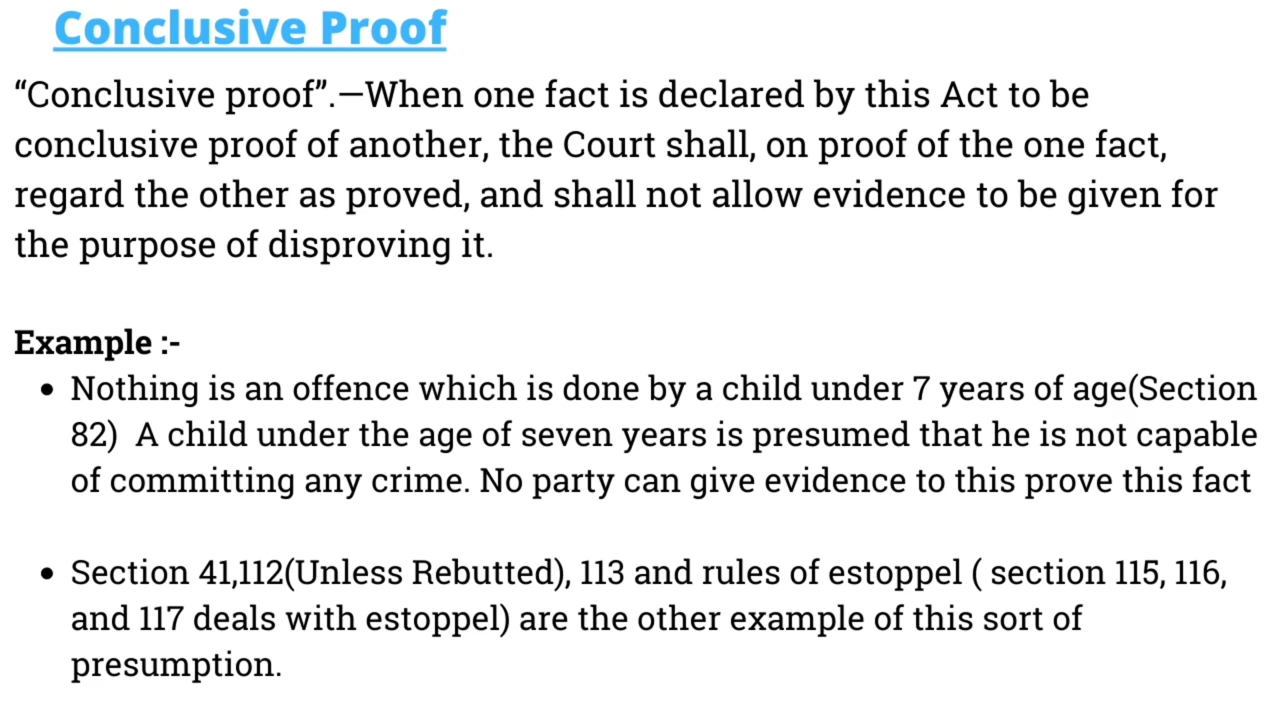 Conclusive Proof
“Conclusive proof”.—When one fact is declared by this Act to be
conclusive proof of another, the Court shall, on proof of the one fact,
regard the other as proved, and shall not allow evidence to be given for
the purpose of disproving it.
Example :-
• Nothing is an offence which is done by a child under 7 years of age(Section
82)  A child under the age of seven years is presumed that he is not capable
of committing any crime. No party can give evidence to this prove this fact
• Section 41,112(Unless Rebutted), 113 and rules of estoppel ( section 115, 116,
and 117 deals with estoppel) are the other example of this sort of
presumption.